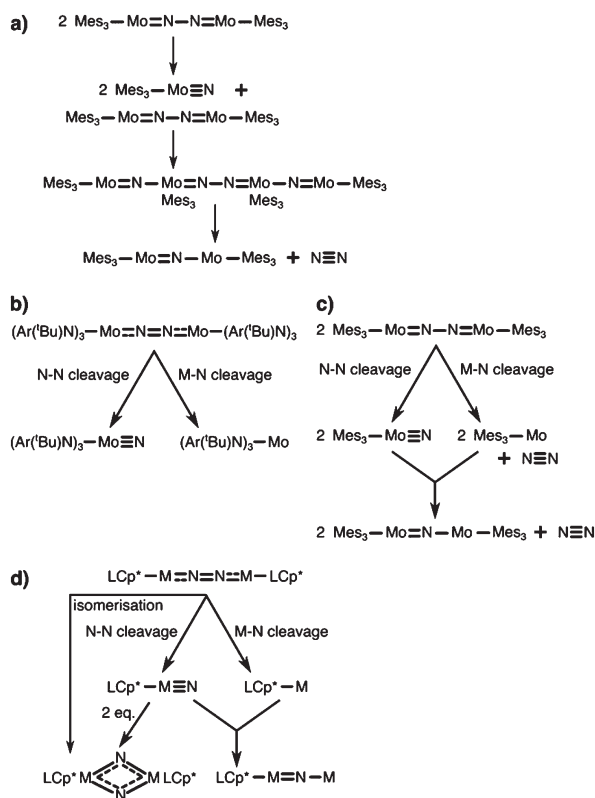 a)
2 Mes₃—Mo=N—N=Mo—Mes₃
2 Mes₃—Mo≡N +
Mes₃—Mo=N—N=Mo—Mes₃
Mes₃—Mo=N—Mo=N—N=Mo—N=Mo—Mes₃
Mes₃ Mes₃
Mes₃—Mo=N—Mo—Mes₃ + N≡N
b)
(Ar(ᵗBu)N)₃—Mo=N=N=Mo—(Ar(ᵗBu)N)₃
N-N cleavage M-N cleavage
(Ar(ᵗBu)N)₃—Mo≡N (Ar(ᵗBu)N)₃—Mo
c)
2 Mes₃—Mo=N—N=Mo—Mes₃
N-N cleavage M-N cleavage
2 Mes₃—Mo≡N 2 Mes₃—Mo
+ N≡N
2 Mes₃—Mo=N—Mo—Mes₃ + N≡N
d)
LCp*—M=N=N=M—LCp*
isomerisation
N-N cleavage M-N cleavage
LCp*—M≡N LCp*—M
2 eq.
N
LCp* M M LCp* LCp*—M=N—M
N